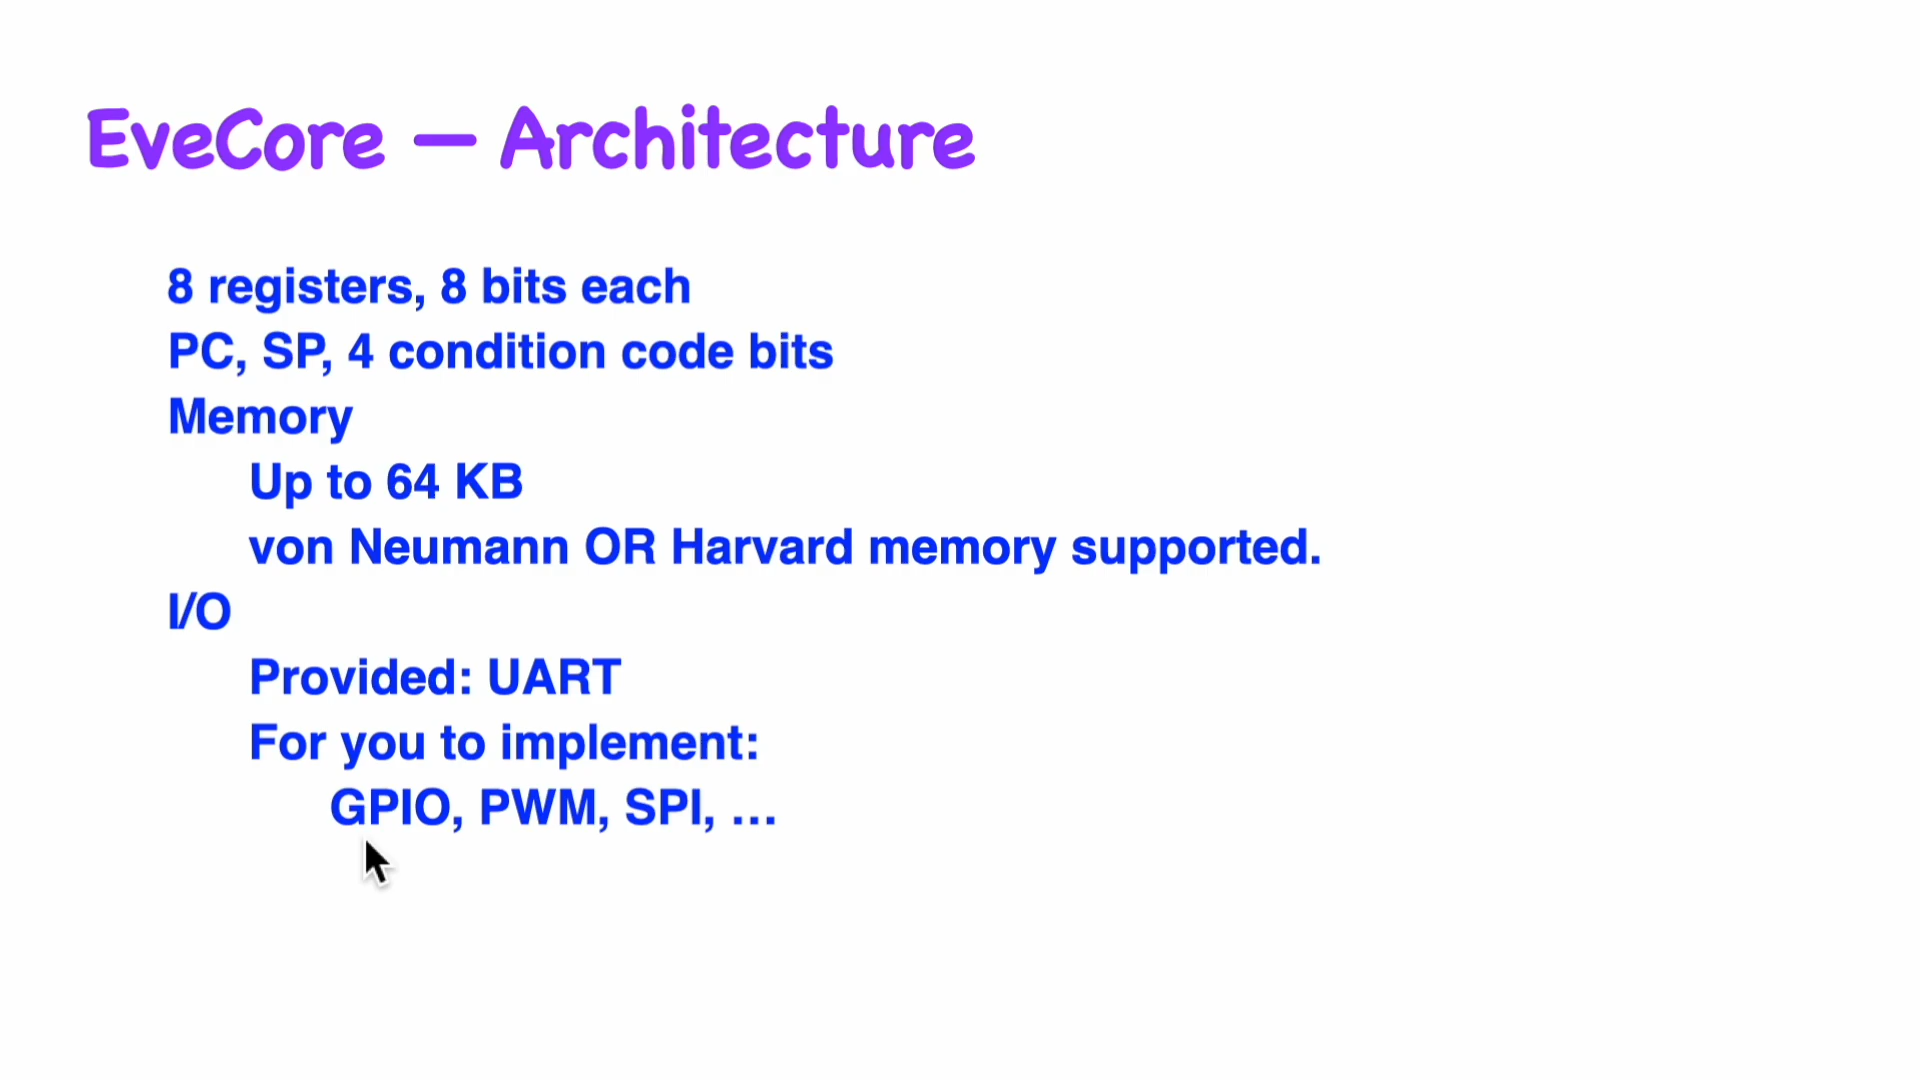 EveCore — Architecture
8 registers, 8 bits each
PC, SP, 4 condition code bits
Memory
Up to 64 KB
von Neumann OR Harvard memory supported.
I/O
Provided: UART
For you to implement:
GPIO, PWM, SPI, ...